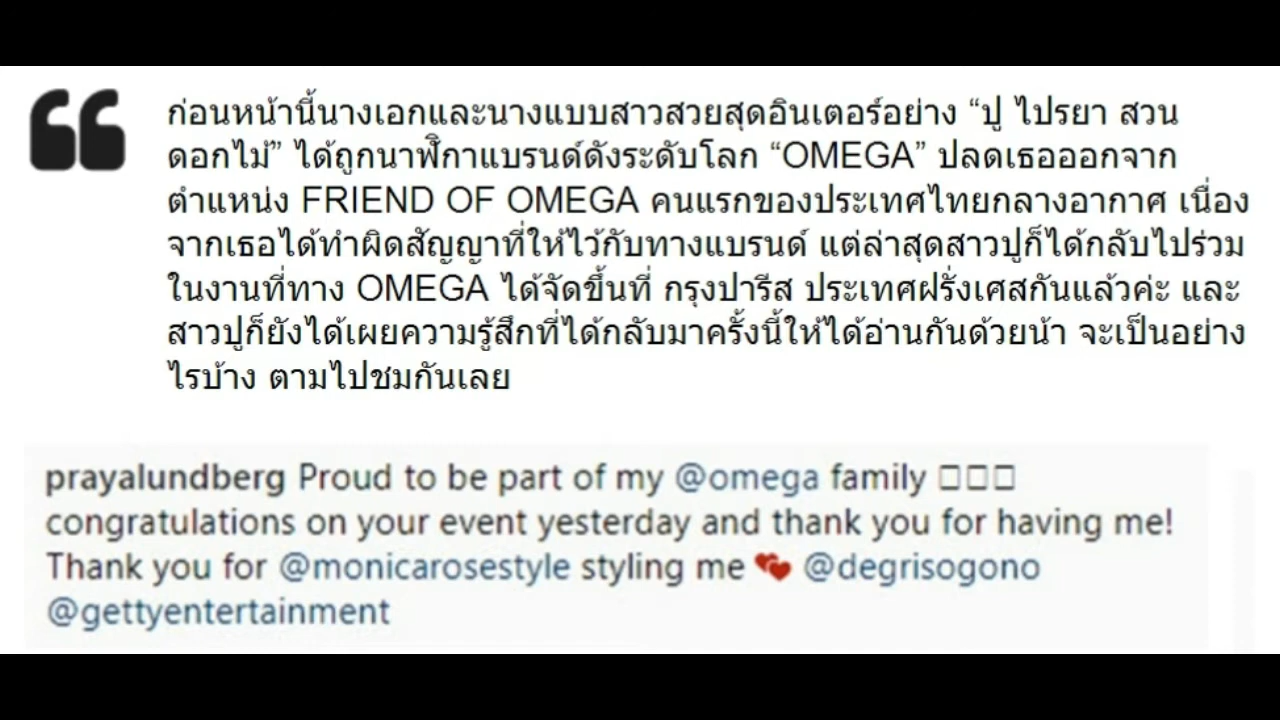 ก่อนหน้านี้นางเอกและนางแบบสาวสวยสุดอินเตอร์อย่าง “ปู ไปรยา สวน
ดอกไม้” ได้ถูกนาฬิกาแบรนด์ดังระดับโลก “OMEGA” ปลดเธอออกจาก
ตำแหน่ง FRIEND OF OMEGA คนแรกของประเทศไทยกลางอากาศ เนื่อง
จากเธอได้ทำผิดสัญญาที่ให้ไว้กับทางแบรนด์ แต่ล่าสุดสาวปูก็ได้กลับไปร่วม
ในงานที่ทาง OMEGA ได้จัดขึ้นที่ กรุงปารีส ประเทศฝรั่งเศสกันแล้วค่ะ และ
สาวปูก็ยังได้เผยความรู้สึกที่ได้กลับมาครั้งนี้ให้ได้อ่านกันด้วยน้า จะเป็นอย่าง
ไรบ้าง ตามไปชมกันเลย
prayalundberg Proud to be part of my @omega family □□□
congratulations on your event yesterday and thank you for having me!
Thank you for @monicarosestyle styling me 💕 @degrisogono
@gettyentertainment